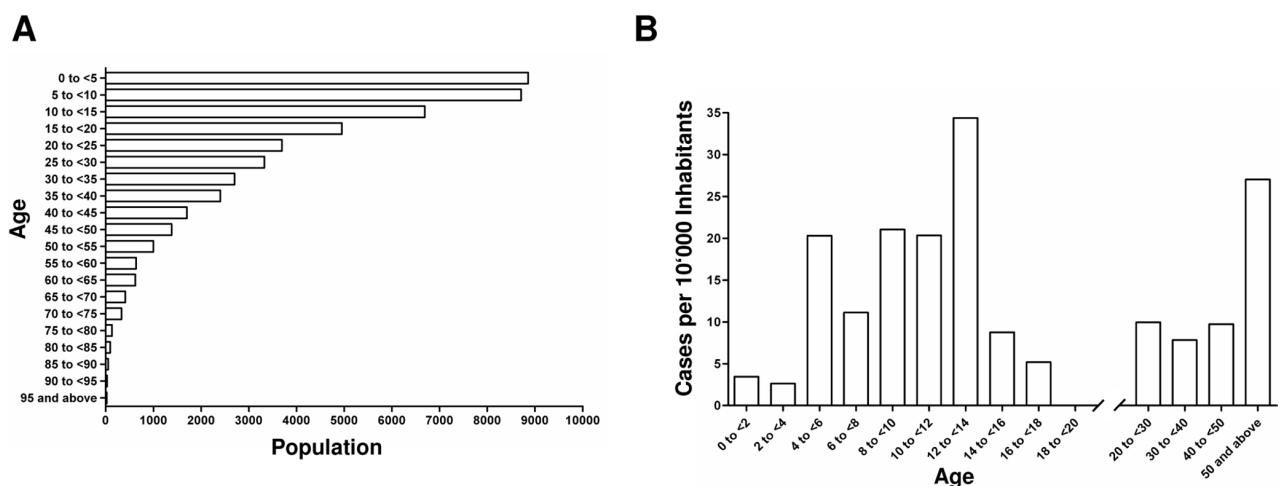 A
0 to <5
5 to <10
10 to <15
15 to <20
20 to <25
25 to <30
30 to <35
35 to <40
40 to <45
45 to <50
50 to <55
55 to <60
60 to <65
65 to <70
70 to <75
75 to <80
80 to <85
85 to <90
90 to <95
95 and above
Age
0 1000 2000 3000 4000 5000 6000 7000 8000 9000 10000
Population
B
Cases per 10‘000 Inhabitants
35
30
25
20
15
10
5
0
0 to <2
2 to <4
4 to <6
6 to <8
8 to <10
10 to <12
12 to <14
14 to <16
16 to <18
18 to <20
20 to <30
30 to <40
40 to <50
50 and above
Age